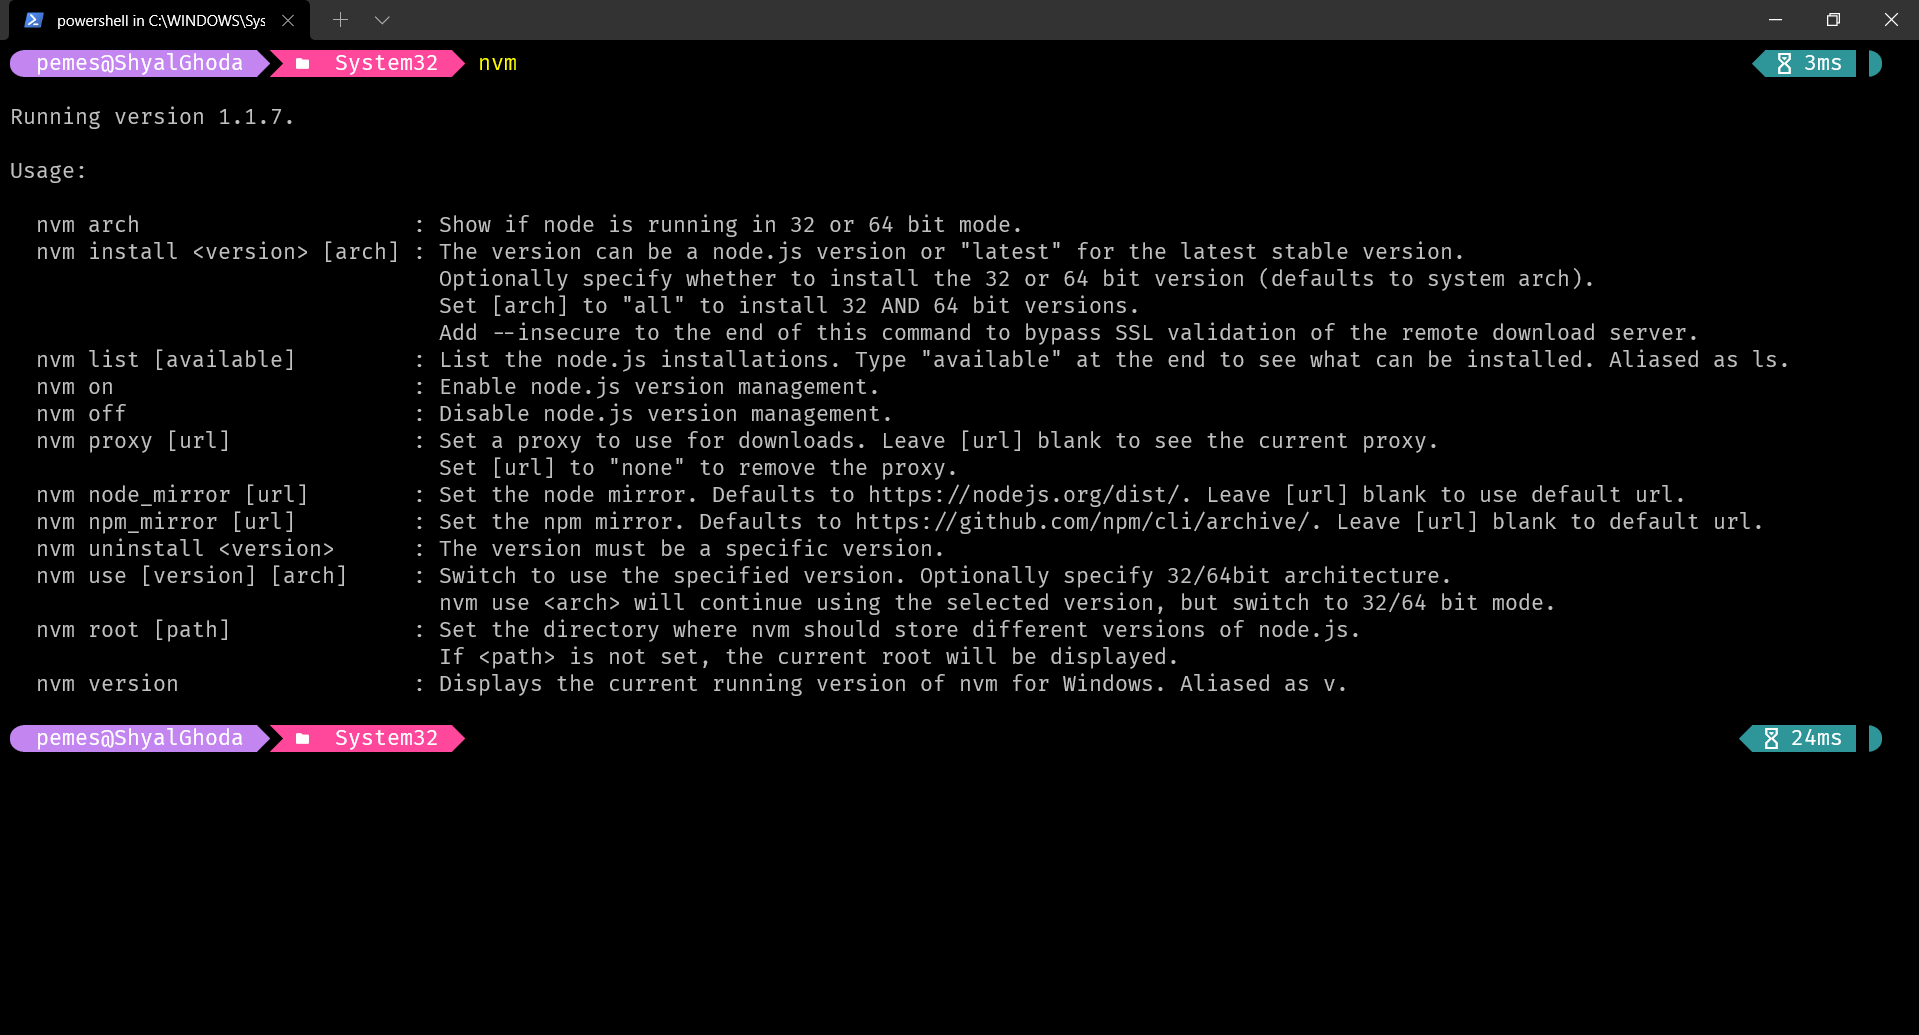 powershell in C:\WINDOWS\Sys
pemes@ShyalGhoda System32 nvm 3ms
Running version 1.1.7.
Usage:
nvm arch : Show if node is running in 32 or 64 bit mode.
nvm install <version> [arch] : The version can be a node.js version or "latest" for the latest stable version.
Optionally specify whether to install the 32 or 64 bit version (defaults to system arch).
Set [arch] to "all" to install 32 AND 64 bit versions.
Add --insecure to the end of this command to bypass SSL validation of the remote download server.
nvm list [available] : List the node.js installations. Type "available" at the end to see what can be installed. Aliased as ls.
nvm on : Enable node.js version management.
nvm off : Disable node.js version management.
nvm proxy [url] : Set a proxy to use for downloads. Leave [url] blank to see the current proxy.
Set [url] to "none" to remove the proxy.
nvm node_mirror [url] : Set the node mirror. Defaults to https://nodejs.org/dist/. Leave [url] blank to use default url.
nvm npm_mirror [url] : Set the npm mirror. Defaults to https://github.com/npm/cli/archive/. Leave [url] blank to default url.
nvm uninstall <version> : The version must be a specific version.
nvm use [version] [arch] : Switch to use the specified version. Optionally specify 32/64bit architecture.
nvm use <arch> will continue using the selected version, but switch to 32/64 bit mode.
nvm root [path] : Set the directory where nvm should store different versions of node.js.
If <path> is not set, the current root will be displayed.
nvm version : Displays the current running version of nvm for Windows. Aliased as v.
pemes@ShyalGhoda System32 24ms